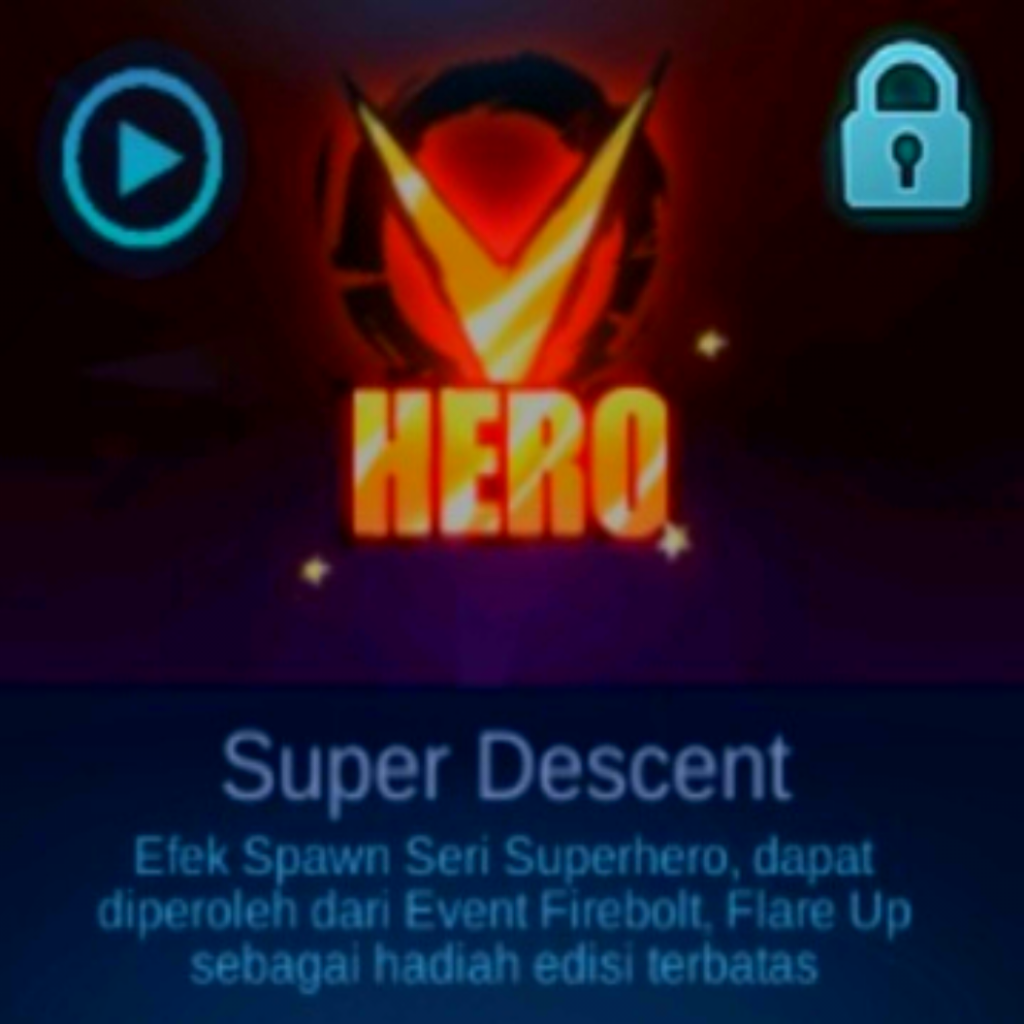 HERO
Super Descent
Efek Spawn Seri Superhero, dapat
diperoleh dari Event Firebolt, Flare Up
sebagai hadiah edisi terbatas